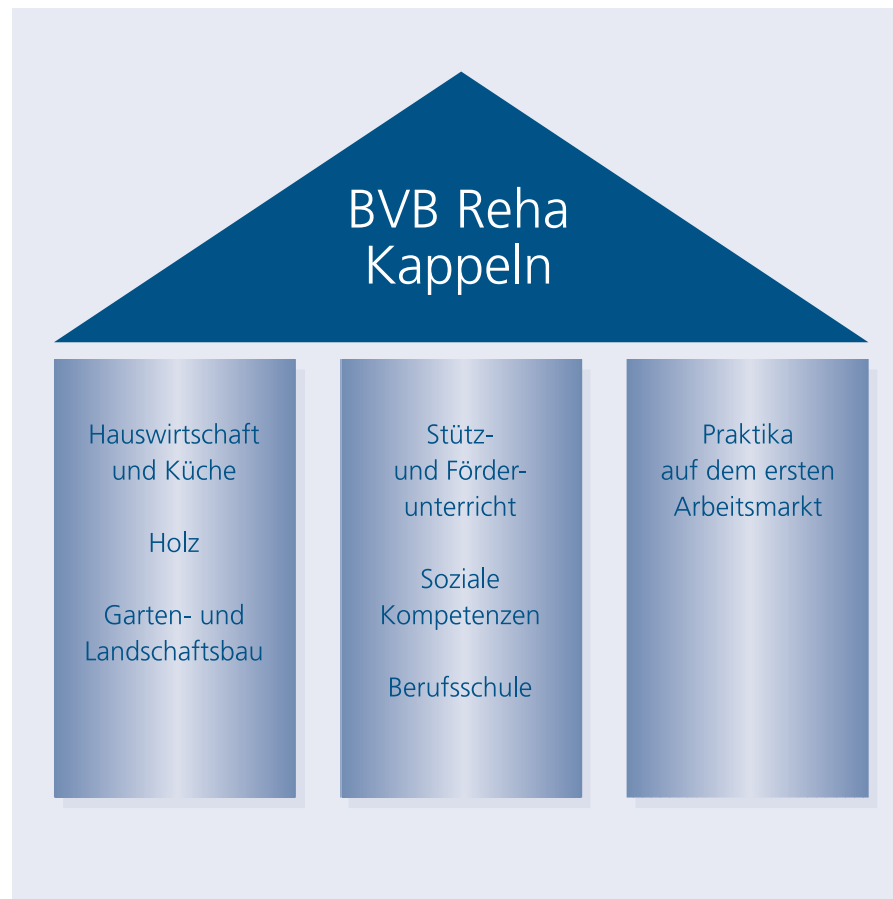 BVB Reha
Kappeln
Hauswirtschaft
und Küche
Holz
Garten- und
Landschaftsbau
Stütz-
und Förder-
unterricht
Soziale
Kompetenzen
Berufsschule
Praktika
auf dem ersten
Arbeitsmarkt